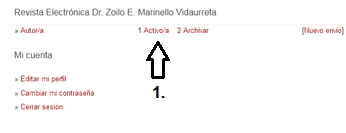 Revista Electrónica Dr. Zoilo E. Marinello Vidaurreta
» Autor/a 1 Activo/a 2 Archivar [Nuevo envío]
Mi cuenta
» Editar mi perfil
» Cambiar mi contraseña
» Cerrar sesión
1.